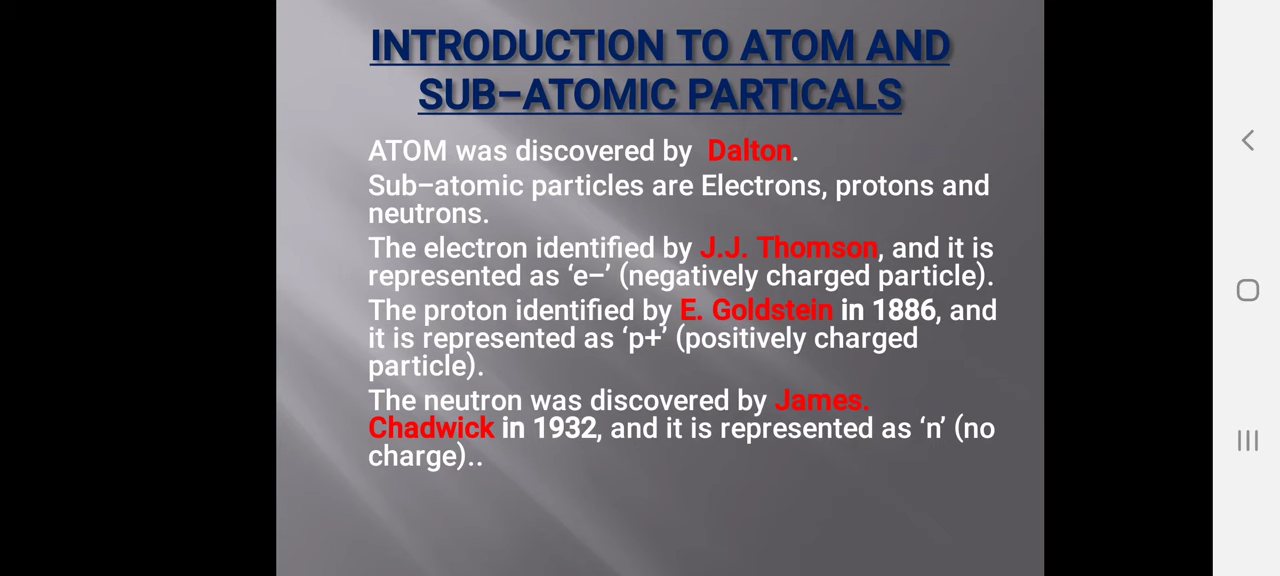 INTRODUCTION TO ATOM AND
SUB–ATOMIC PARTICALS
ATOM was discovered by Dalton.
Sub–atomic particles are Electrons, protons and
neutrons.
The electron identified by J.J. Thomson, and it is
represented as ‘e–’ (negatively charged particle).
The proton identified by E. Goldstein in 1886, and
it is represented as ‘p+’ (positively charged
particle).
The neutron was discovered by James.
Chadwick in 1932, and it is represented as ‘n’ (no
charge)..